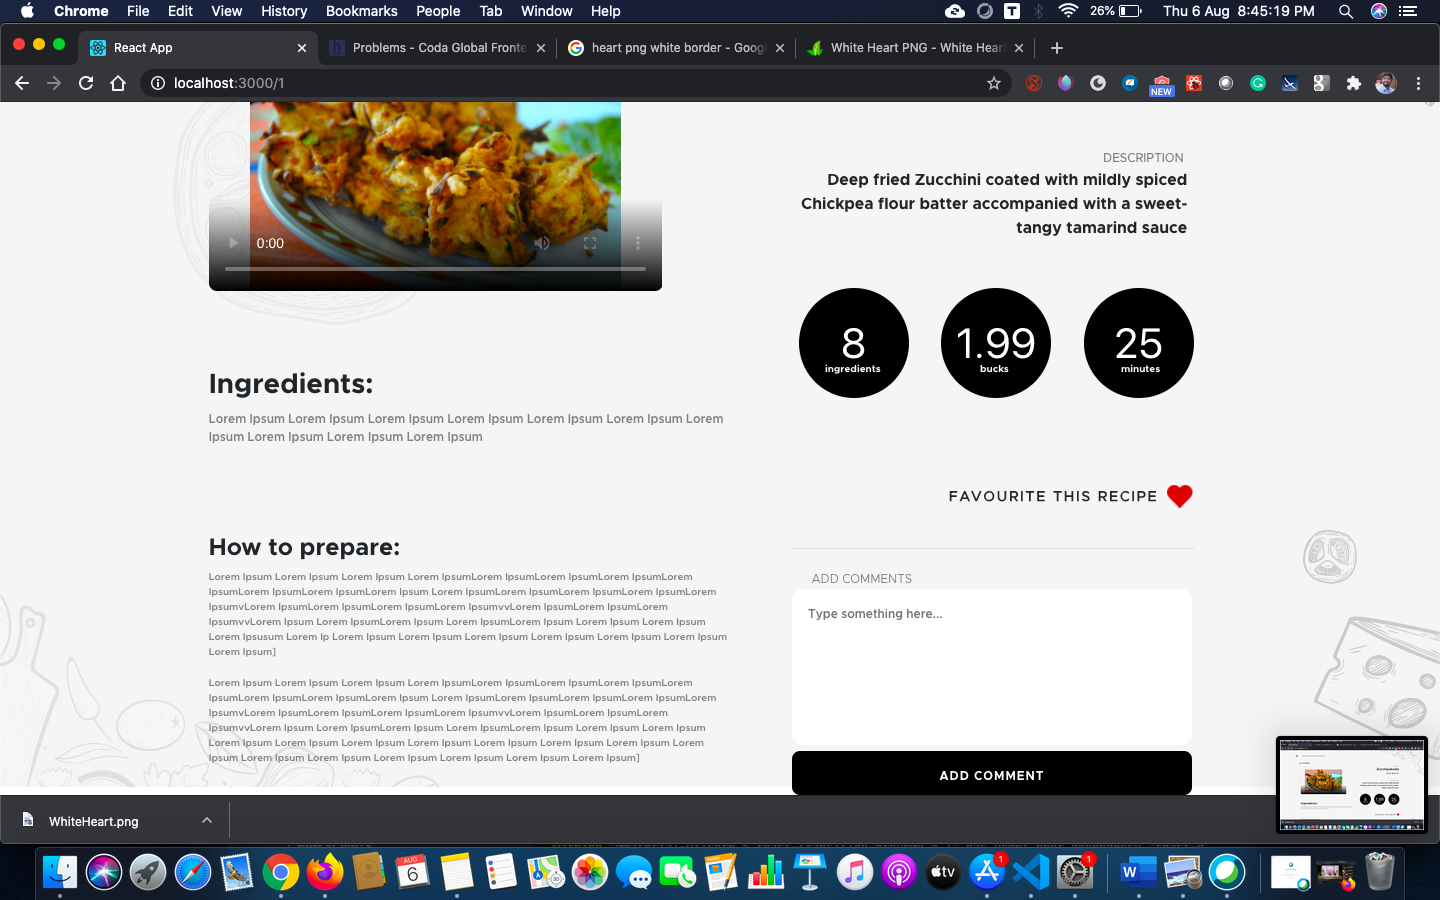 Chrome File Edit View History Bookmarks People Tab Window Help 26% Thu 6 Aug 8:45:19 PM
React App Problems - Coda Global Fronte heart png white border - Googl White Heart PNG - White Hear
localhost:3000/1
NEW
DESCRIPTION
Deep fried Zucchini coated with mildly spiced
Chickpea flour batter accompanied with a sweet-
tangy tamarind sauce
0:00
8 1.99 25
ingredients bucks minutes
Ingredients:
Lorem Ipsum Lorem Ipsum Lorem Ipsum Lorem Ipsum Lorem Ipsum Lorem Ipsum Lorem
Ipsum Lorem Ipsum Lorem Ipsum Lorem Ipsum
FAVOURITE THIS RECIPE
How to prepare:
Lorem Ipsum Lorem Ipsum Lorem Ipsum Lorem IpsumLorem IpsumLorem IpsumLorem IpsumLorem
IpsumLorem IpsumLorem IpsumLorem Ipsum Lorem IpsumLorem IpsumLorem IpsumLorem IpsumLorem
IpsumvLorem IpsumLorem IpsumLorem IpsumLorem IpsumvvLorem IpsumLorem IpsumLorem
IpsumvvLorem Ipsum Lorem IpsumLorem Ipsum Lorem IpsumLorem Ipsum Lorem Ipsum Lorem Ipsum
Lorem Ipsusum Lorem Ip Lorem Ipsum Lorem Ipsum Lorem Ipsum Lorem Ipsum Lorem Ipsum Lorem Ipsum
Lorem Ipsum]
Lorem Ipsum Lorem Ipsum Lorem Ipsum Lorem IpsumLorem IpsumLorem IpsumLorem IpsumLorem
IpsumLorem IpsumLorem IpsumLorem Ipsum Lorem IpsumLorem IpsumLorem IpsumLorem IpsumLorem
IpsumvLorem IpsumLorem IpsumLorem IpsumLorem IpsumvvLorem IpsumLorem IpsumLorem
IpsumvvLorem Ipsum Lorem IpsumLorem Ipsum Lorem IpsumLorem Ipsum Lorem Ipsum Lorem Ipsum
Lorem Ipsum Lorem Ipsum Lorem Ipsum Lorem Ipsum Lorem Ipsum Lorem Ipsum Lorem Ipsum Lorem
Ipsum Lorem Ipsum Lorem Ipsum Lorem Ipsum Lorem Ipsum Lorem Ipsum Lorem Ipsum]
ADD COMMENTS
Type something here...
ADD COMMENT
WhiteHeart.png
AUG
6
tv
1
1
W